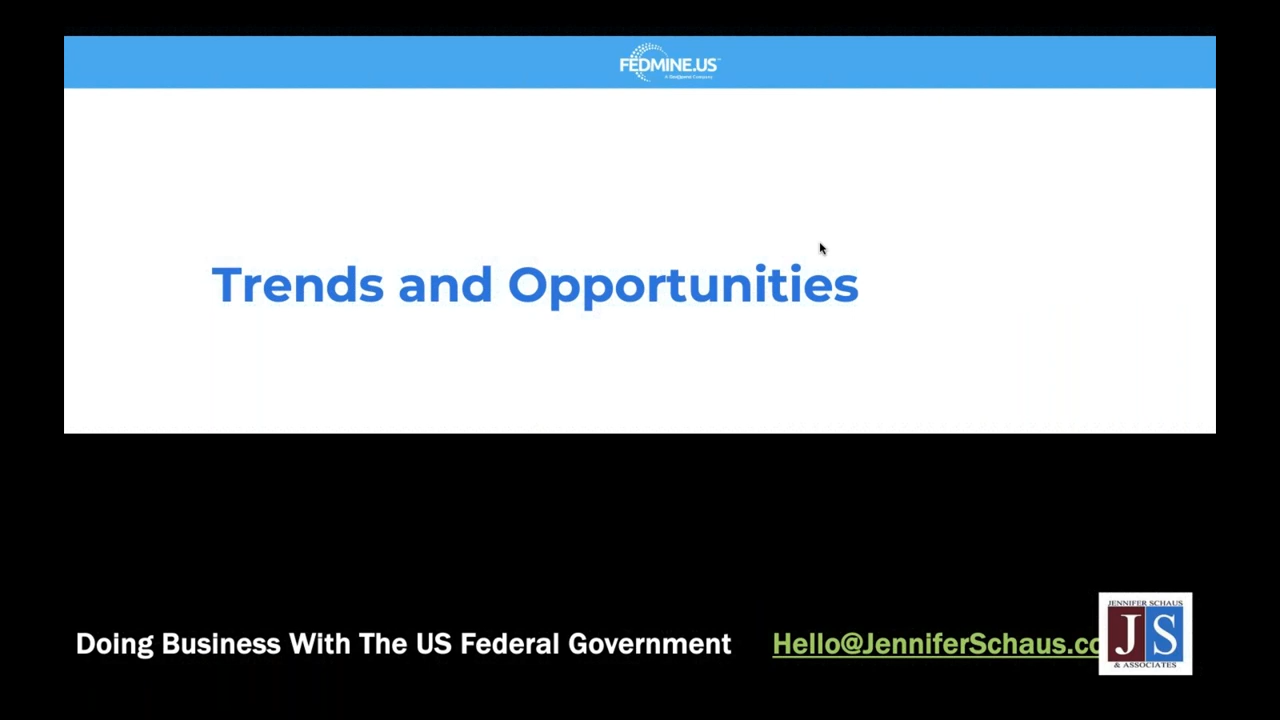 FEDMINE.US
Trends and Opportunities
Doing Business With The US Federal Government
Hello@JenniferSchaus.co
JENNIFER SCHAUS
JS
& ASSOCIATES